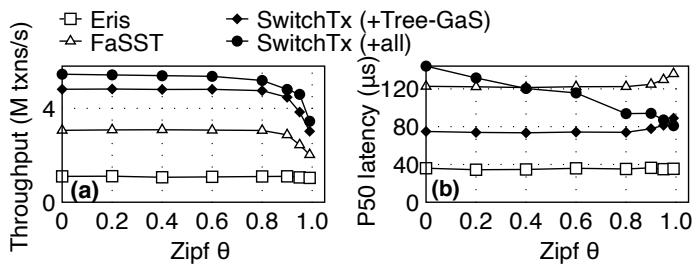 Eris
SwitchTx (+Tree-GaS)
FaSST
SwitchTx (+all)
Throughput (M txns/s)
4
0
(a)
0 0.2 0.4 0.6 0.8 1.0
Zipf θ
P50 latency (μs)
120
80
40
0
(b)
0 0.2 0.4 0.6 0.8 1.0
Zipf θ